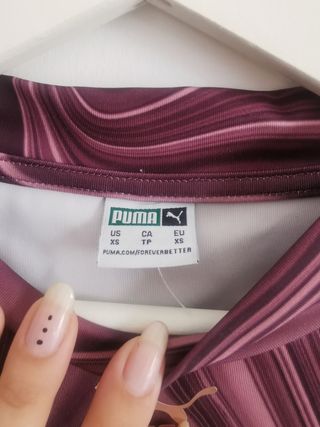 PUMA
US CA EU
XS TP XS
PUMA.COM/FOREVERBETTER